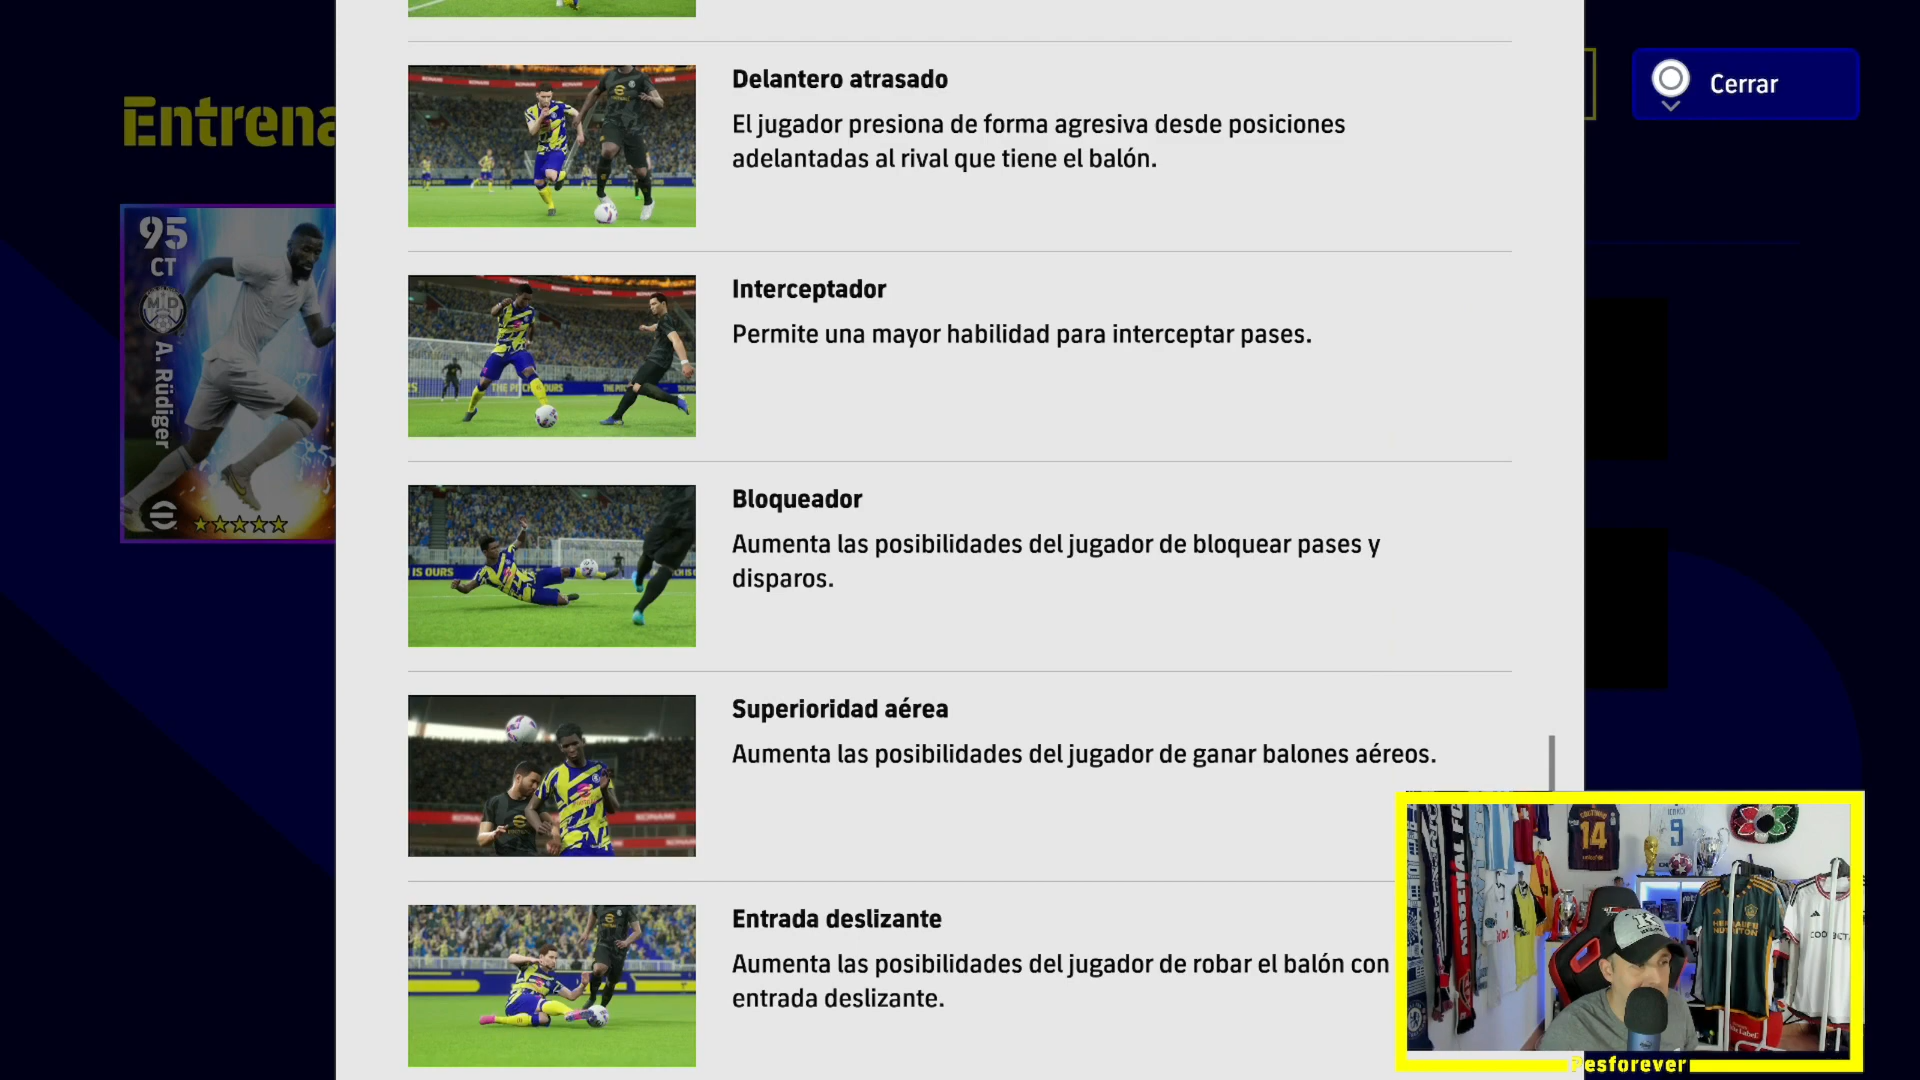 Entrena
Cerrar
95
CT
A. Rüdiger
Delantero atrasado
El jugador presiona de forma agresiva desde posiciones
adelantadas al rival que tiene el balón.
Interceptador
Permite una mayor habilidad para interceptar pases.
Bloqueador
Aumenta las posibilidades del jugador de bloquear pases y
disparos.
Superioridad aérea
Aumenta las posibilidades del jugador de ganar balones aéreos.
Entrada deslizante
Aumenta las posibilidades del jugador de robar el balón con
entrada deslizante.
14
9
Pesforever